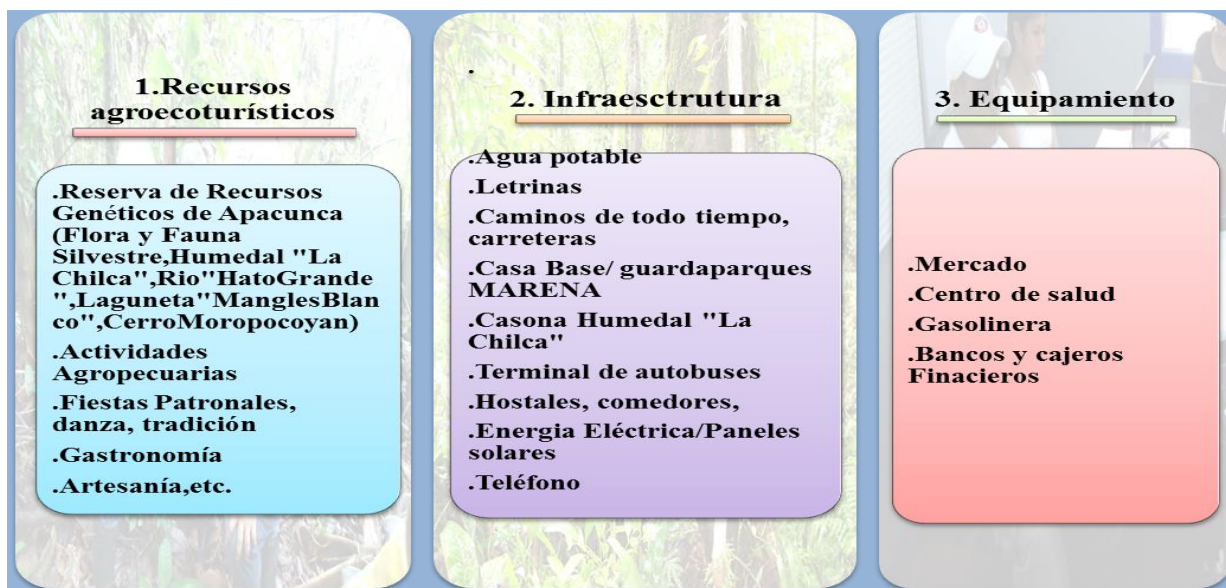 1.Recursos
agroecoturísticos
.Reserva de Recursos
Genéticos de Apacunca
(Flora y Fauna
Silvestre,Humedal "La
Chilca",Rio"HatoGrande
",Laguneta"ManglesBlan
co",CerroMoropocoyan)
.Actividades
Agropecuarias
.Fiestas Patronales,
danza, tradición
.Gastronomía
.Artesanía,etc.
.
2. Infraesctrutura
.Agua potable
.Letrinas
.Caminos de todo tiempo,
carreteras
.Casa Base/ guardaparques
MARENA
.Casona Humedal "La
Chilca"
.Terminal de autobuses
.Hostales, comedores,
.Energia Eléctrica/Paneles
solares
.Teléfono
3. Equipamiento
.Mercado
.Centro de salud
.Gasolinera
.Bancos y cajeros
Finacieros